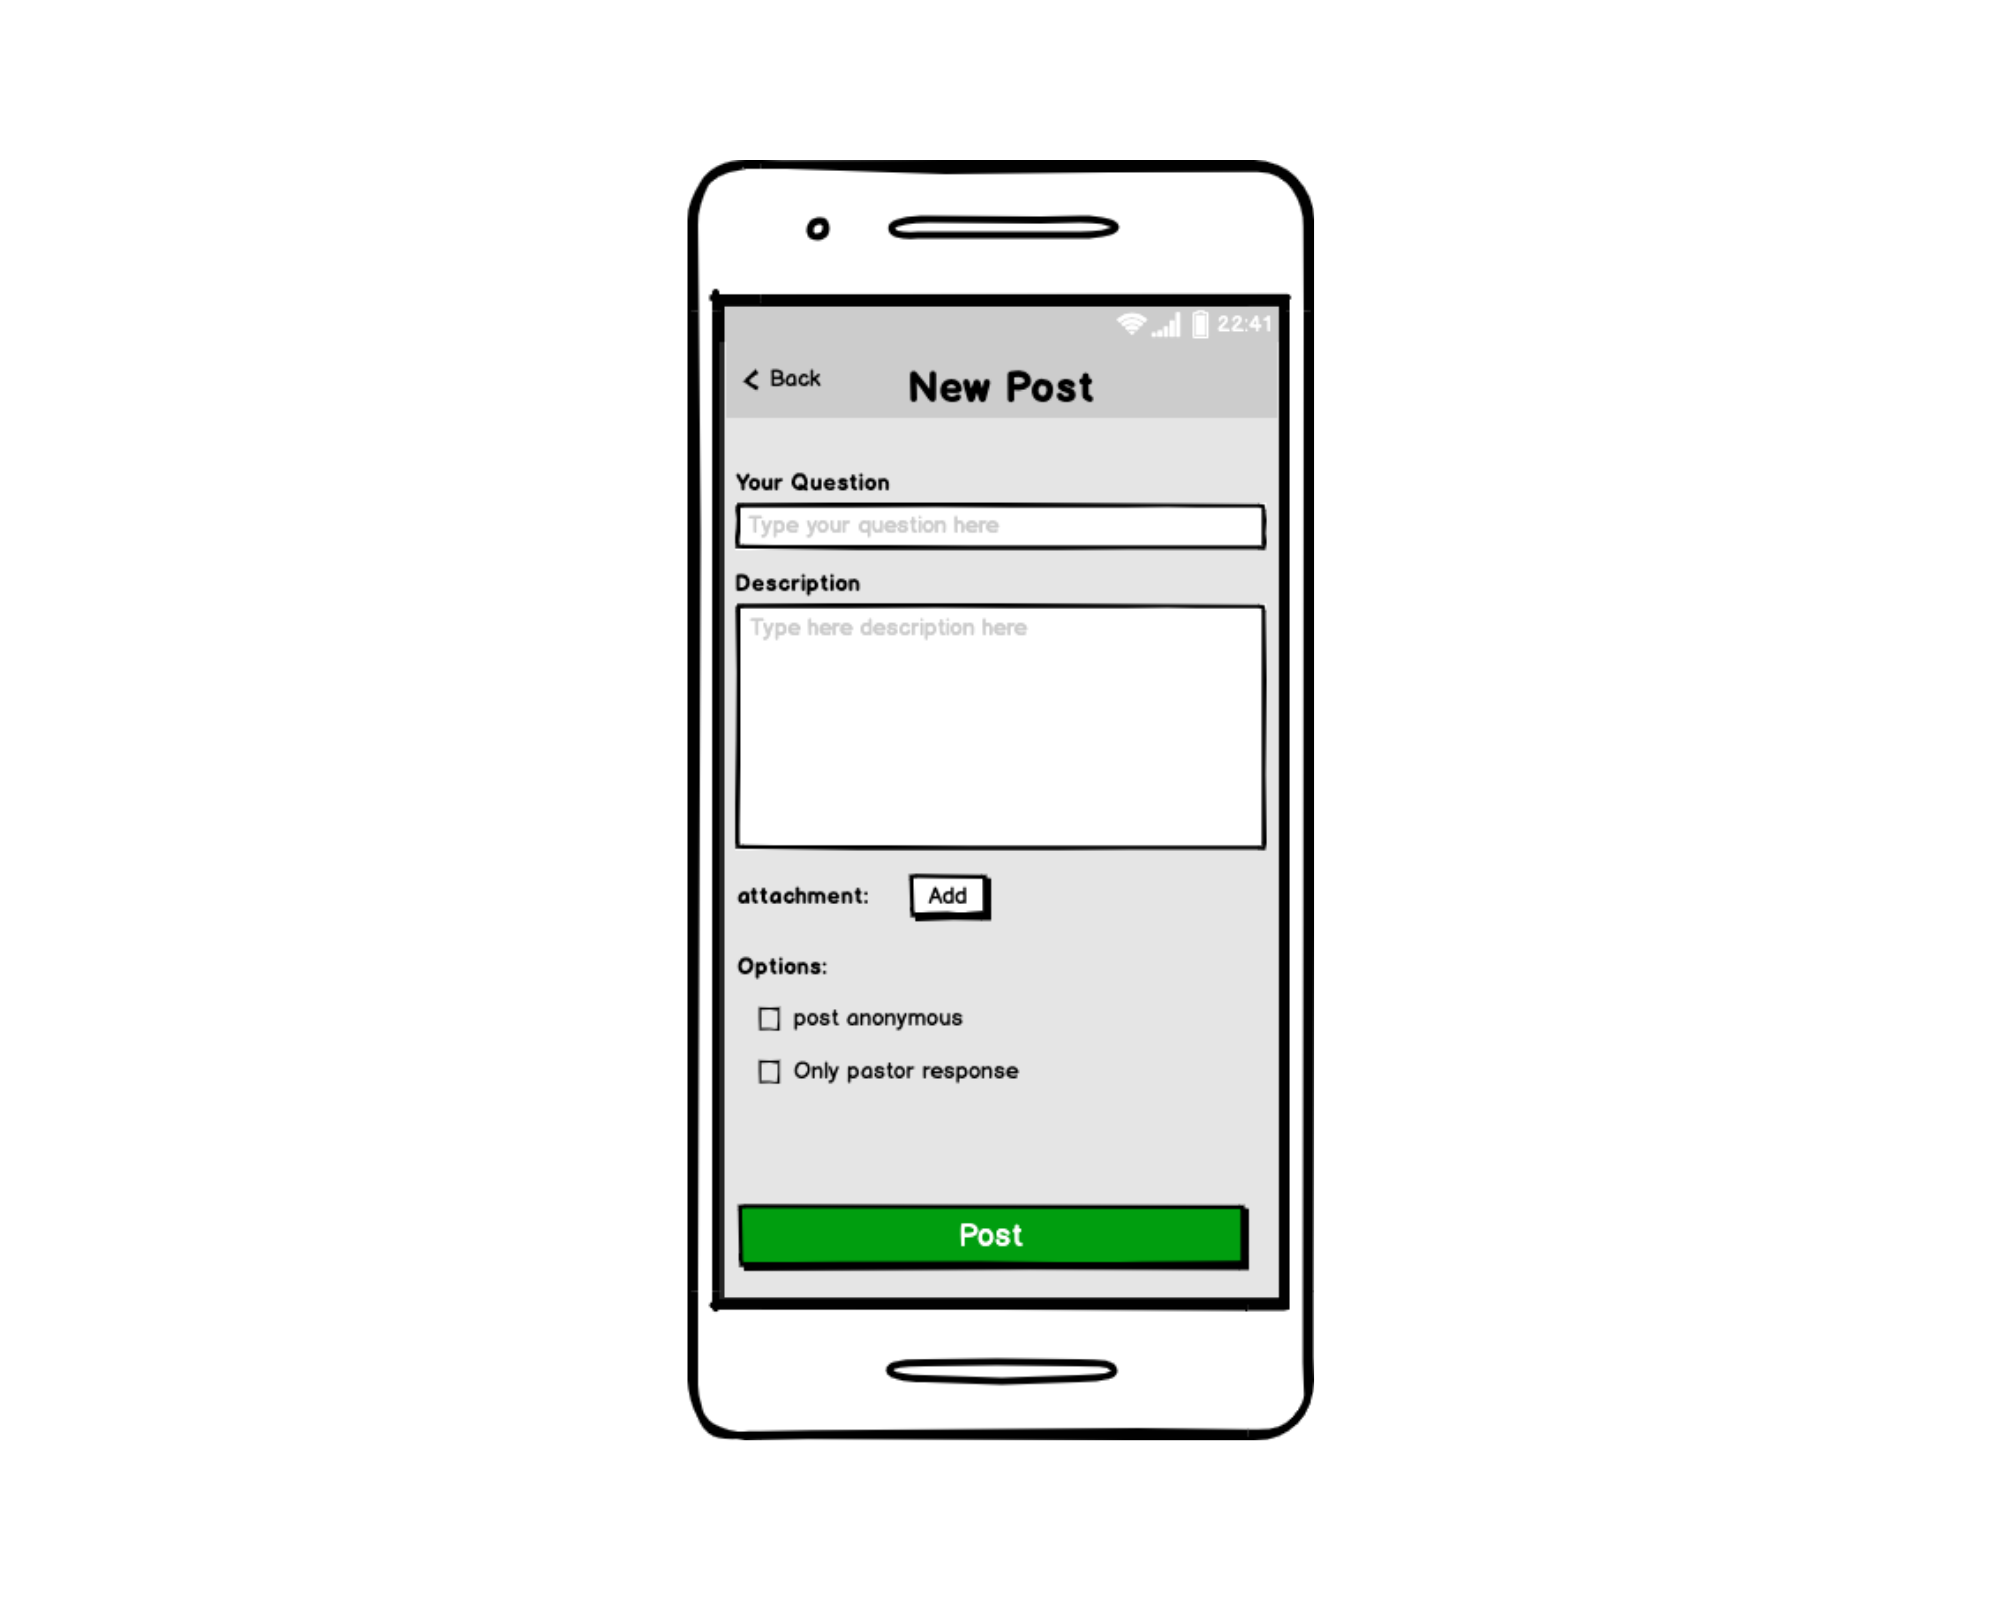 22:41
Back
New Post
Your Question
Type your question here
Description
Type here description here
attachment:
Add
Options:
post anonymous
Only pastor response
Post